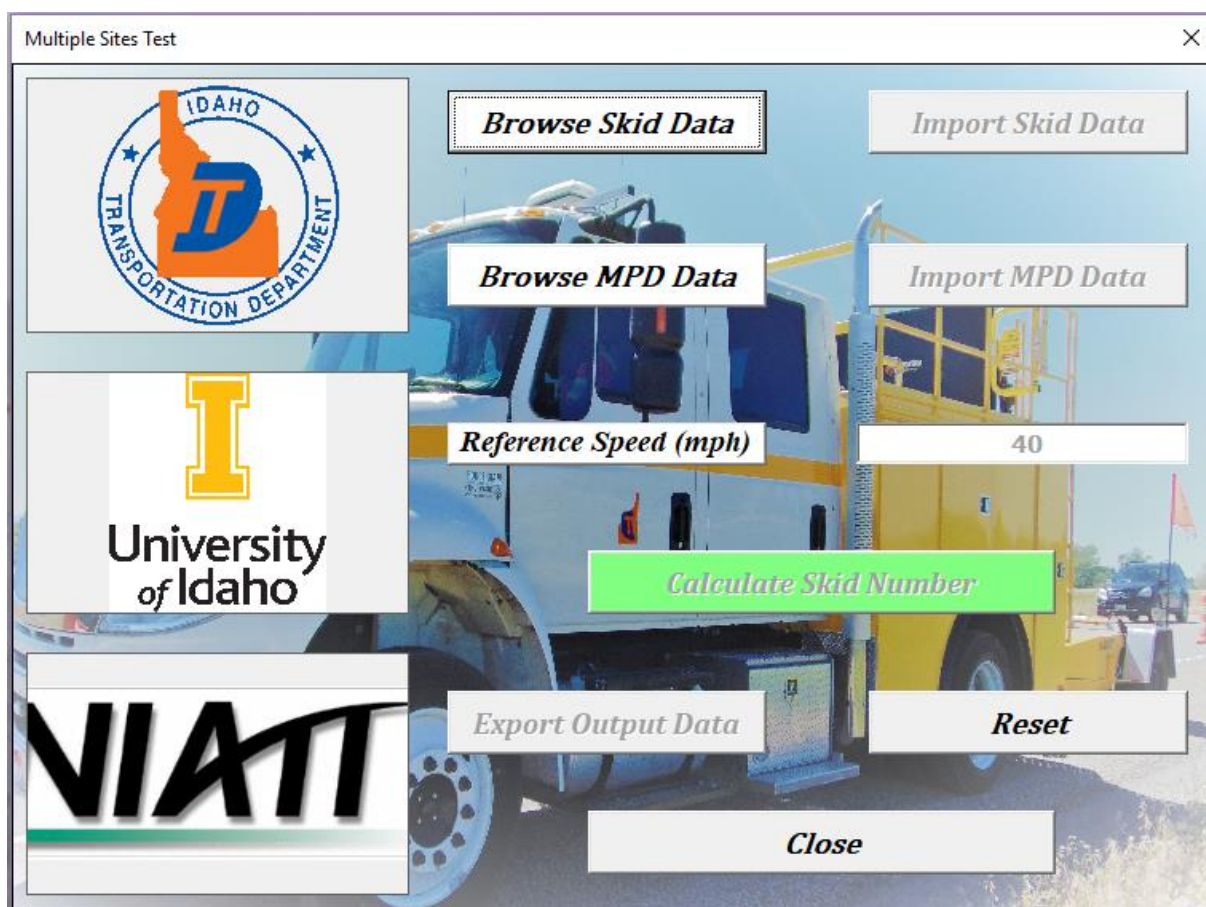 Multiple Sites Test
IDAHO
TRANSPORTATION DEPARTMENT
Browse Skid Data
Import Skid Data
Browse MPD Data
Import MPD Data
I
University
of Idaho
Reference Speed (mph)
40
Calculate Skid Number
NIATT
Export Output Data
Reset
Close